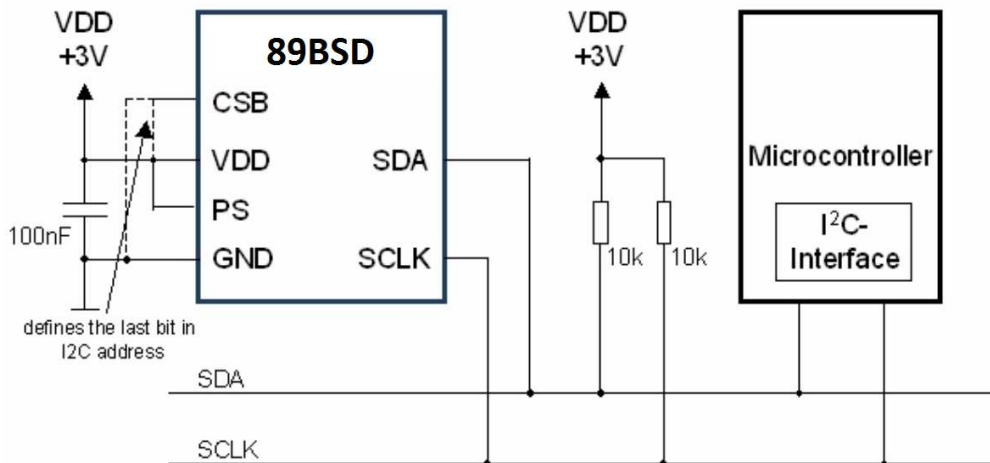 VDD
+3V
89BSD
CSB
VDD
PS
GND
SDA
SCLK
100nF
defines the last bit in
I2C address
VDD
+3V
10k
10k
Microcontroller
I²C-
Interface
SDA
SCLK